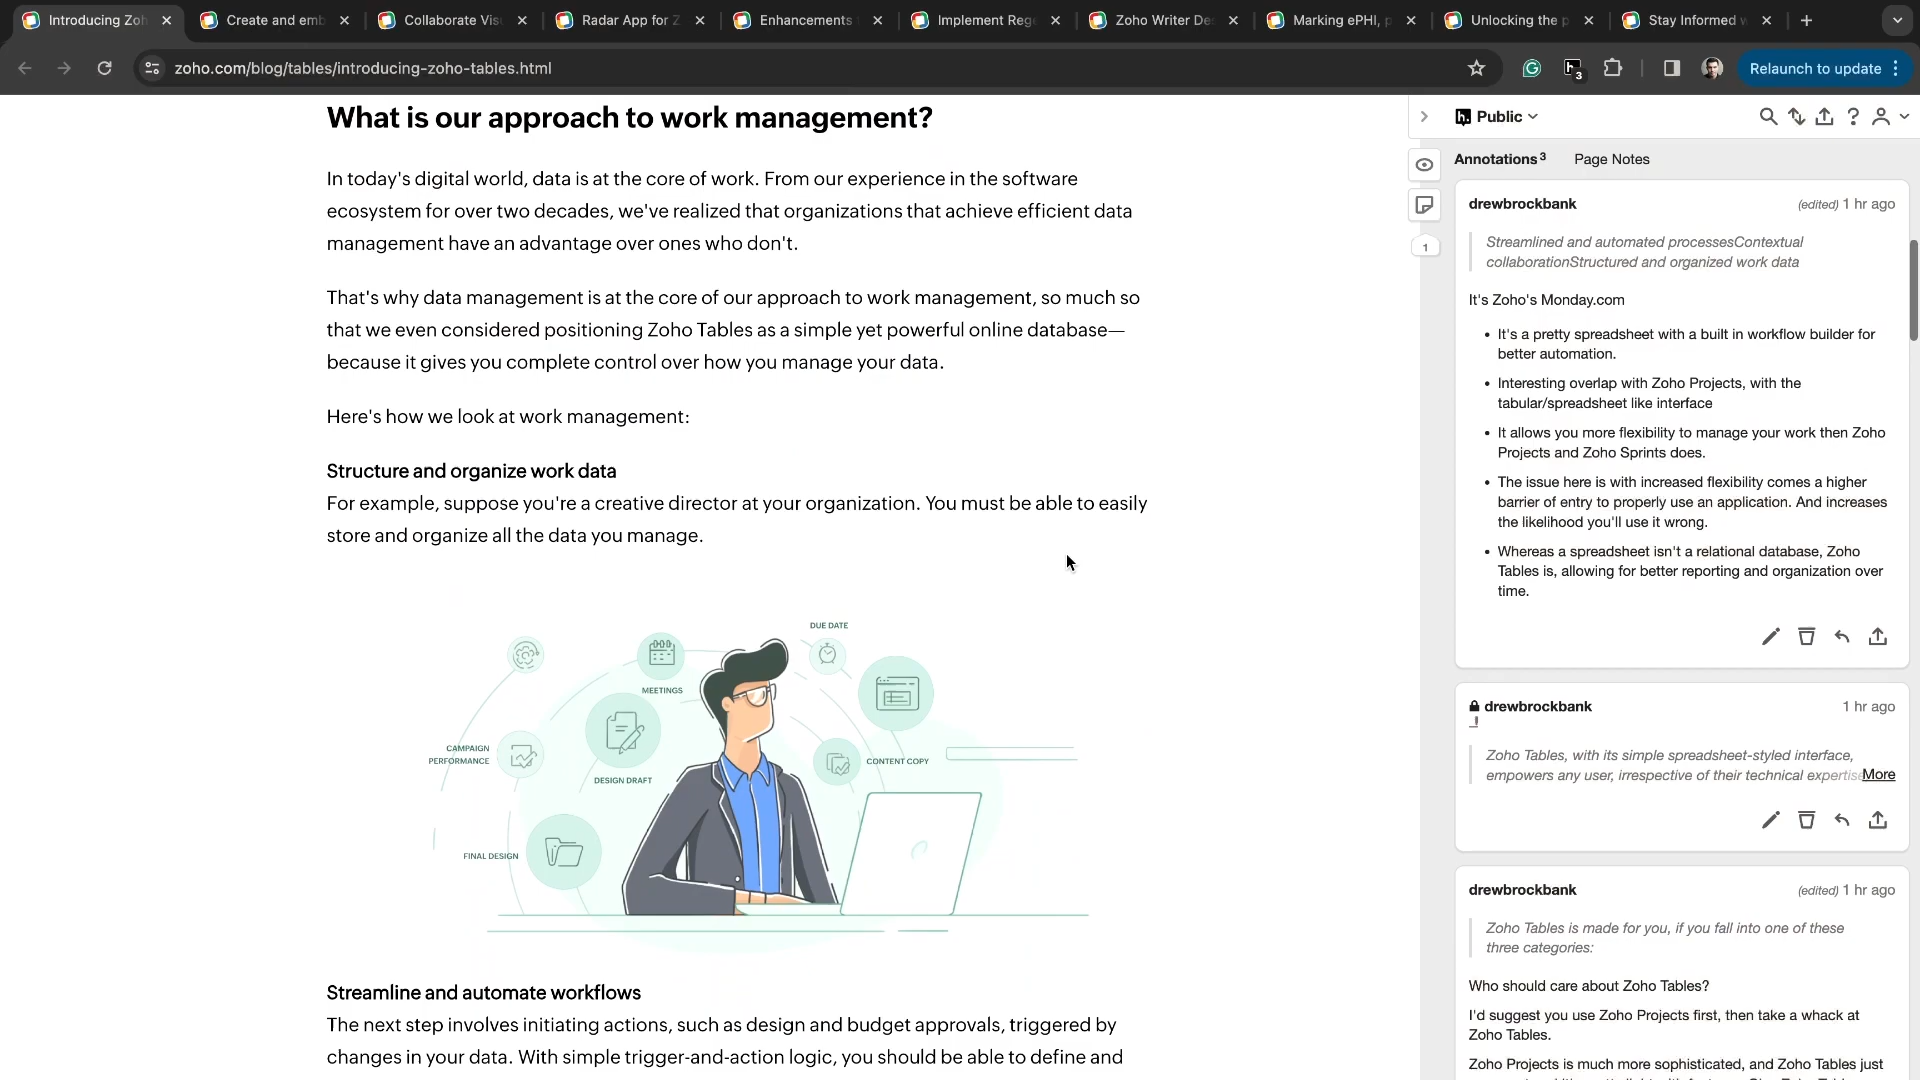 Introducing Zoh
Create and emb
Collaborate Vis
Radar App for Z
Enhancements
Implement Reg
Zoho Writer De
Marking ePHI, p
Unlocking the p
Stay Informed w
zoho.com/blog/tables/introducing-zoho-tables.html
3
Relaunch to update
What is our approach to work management?
In today's digital world, data is at the core of work. From our experience in the software
ecosystem for over two decades, we've realized that organizations that achieve efficient data
management have an advantage over ones who don't.
That's why data management is at the core of our approach to work management, so much so
that we even considered positioning Zoho Tables as a simple yet powerful online database—
because it gives you complete control over how you manage your data.
Here's how we look at work management:
Structure and organize work data
For example, suppose you're a creative director at your organization. You must be able to easily
store and organize all the data you manage.
DUE DATE
MEETINGS
CAMPAIGN
PERFORMANCE
CONTENT COPY
DESIGN DRAFT
FINAL DESIGN
Streamline and automate workflows
The next step involves initiating actions, such as design and budget approvals, triggered by
changes in your data. With simple trigger-and-action logic, you should be able to define and
Public
1
Annotations 3
Page Notes
drewbrockbank
(edited) 1 hr ago
Streamlined and automated processesContextual
collaborationStructured and organized work data
It's Zoho's Monday.com
• It's a pretty spreadsheet with a built in workflow builder for
better automation.
• Interesting overlap with Zoho Projects, with the
tabular/spreadsheet like interface
• It allows you more flexibility to manage your work then Zoho
Projects and Zoho Sprints does.
• The issue here is with increased flexibility comes a higher
barrier of entry to properly use an application. And increases
the likelihood you'll use it wrong.
• Whereas a spreadsheet isn't a relational database, Zoho
Tables is, allowing for better reporting and organization over
time.
drewbrockbank
1 hr ago
Zoho Tables, with its simple spreadsheet-styled interface,
empowers any user, irrespective of their technical expertise More
drewbrockbank
(edited) 1 hr ago
Zoho Tables is made for you, if you fall into one of these
three categories:
Who should care about Zoho Tables?
I'd suggest you use Zoho Projects first, then take a whack at
Zoho Tables.
Zoho Projects is much more sophisticated, and Zoho Tables just